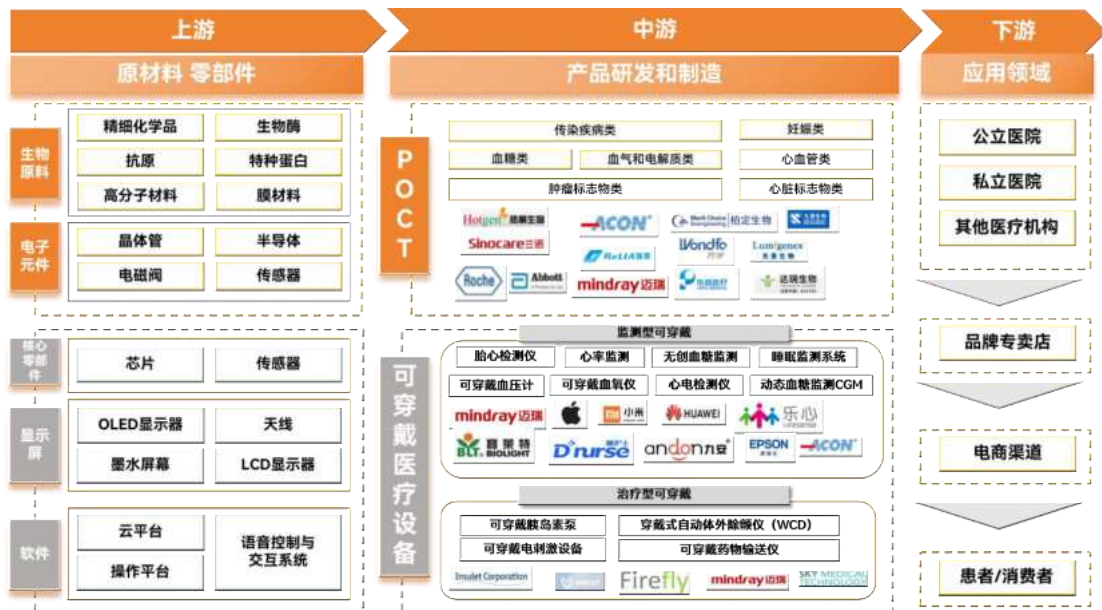 上游
中游
下游
原材料 零部件
产品研发和制造
应用领域
生物
原料
精细化学品
生物酶
抗原
特种蛋白
高分子材料
膜材料
电子
元件
晶体管
半导体
电磁阀
传感器
核心
零部
件
芯片
传感器
显示
屏
OLED显示器
天线
墨水屏幕
LCD显示器
软件
云平台
操作平台
语音控制与
交互系统
POCT
传染疾病类
妊娠类
血糖类
血气和电解质类
心血管类
肿瘤标志物类
心脏标志物类
Hotgen
ACON
柏定生物
Sinocare三诺
ReLIA
Wondfo
Lumigenex
Roche
Abbott
mindray迈瑞
达瑞生物
可穿戴医疗设备
监测型可穿戴
胎心检测仪
心率监测
无创血糖监测
睡眠监测系统
可穿戴血压计
可穿戴血氧仪
心电检测仪
动态血糖监测CGM
mindray迈瑞
小米
HUAWEI
乐心
BLT
BIOLIGHT
D'nurse
andon九安
EPSON
ACON
治疗型可穿戴
可穿戴胰岛素泵
穿戴式自动体外除颤仪（WCD）
可穿戴电刺激设备
可穿戴药物输送仪
Insulet Corporation
Firefly
mindray迈瑞
SKY MEDICAL
TECHNOLOGY
公立医院
私立医院
其他医疗机构
品牌专卖店
电商渠道
患者/消费者